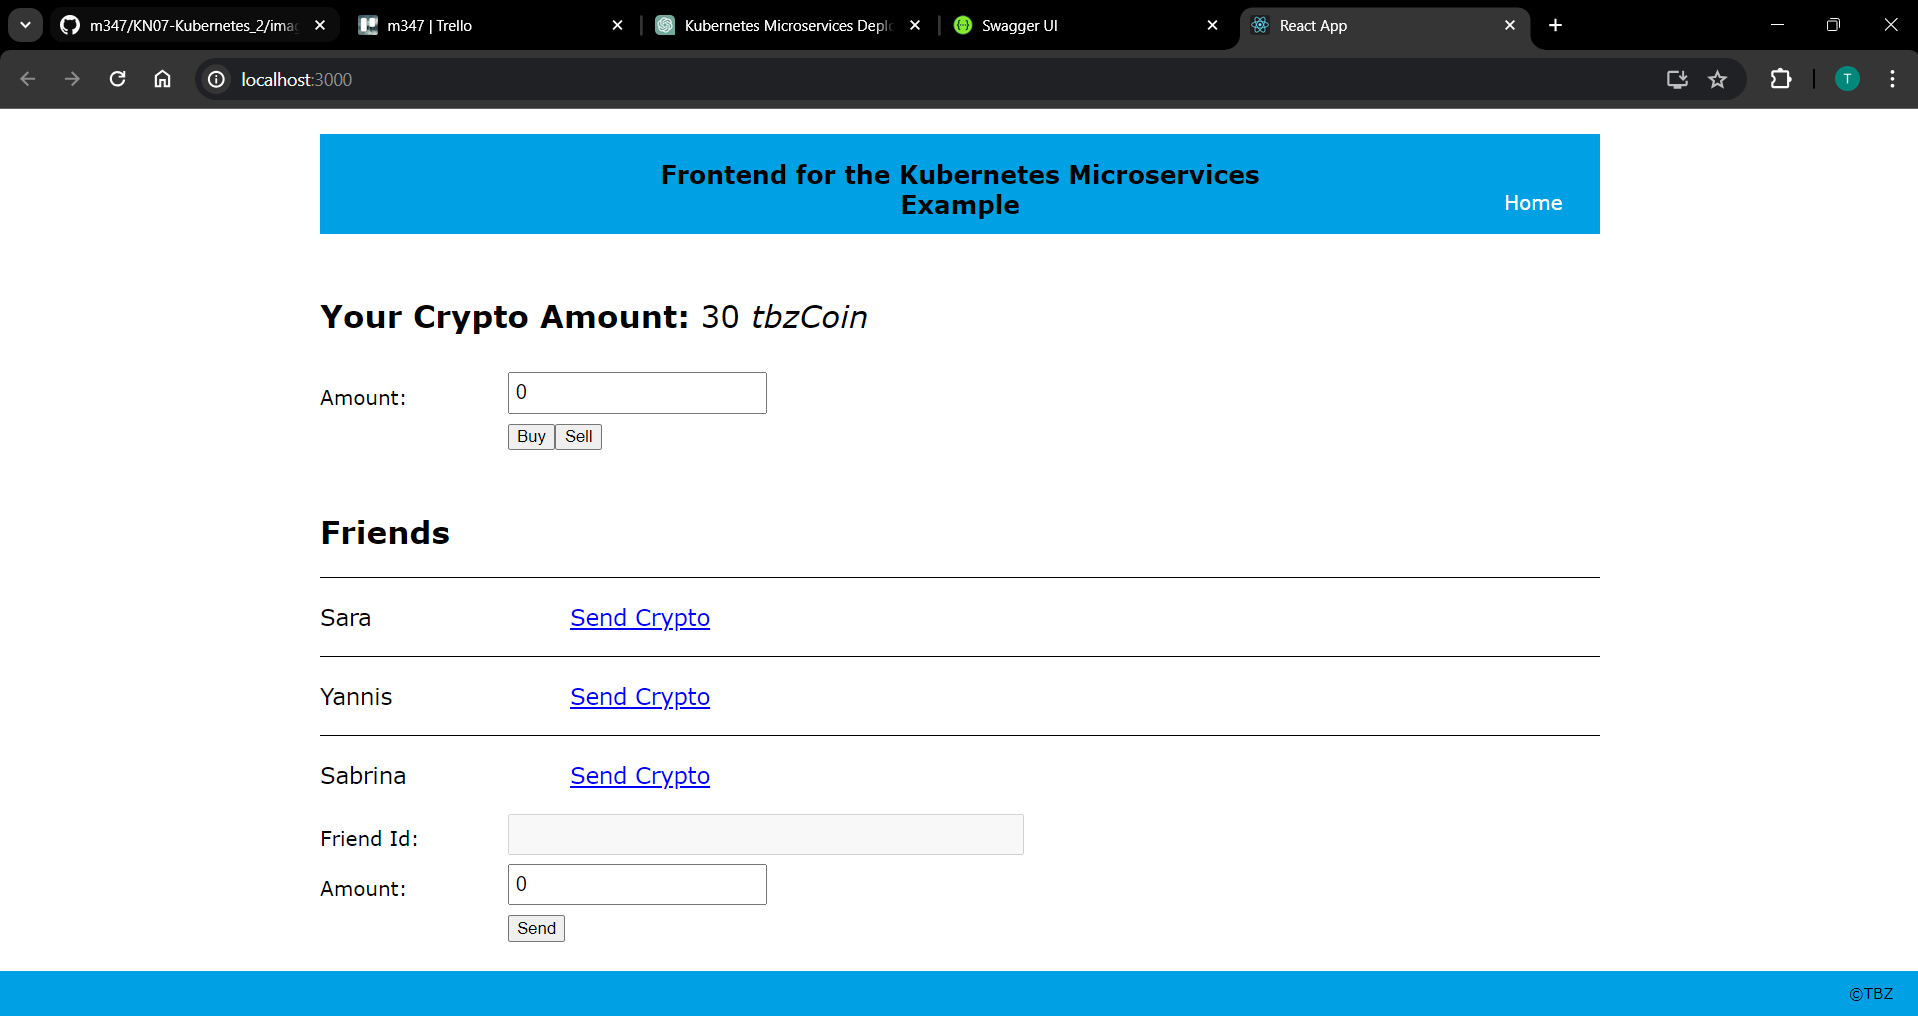 m347/KN07-Kubernetes_2/imag
m347 | Trello
Kubernetes Microservices Deplo
Swagger UI
React App
localhost:3000
T
Frontend for the Kubernetes Microservices
Example
Home
Your Crypto Amount: 30 tbzCoin
Amount:
0
Buy
Sell
Friends
Sara
Send Crypto
Yannis
Send Crypto
Sabrina
Send Crypto
Friend Id:
Amount:
0
Send
©TBZ